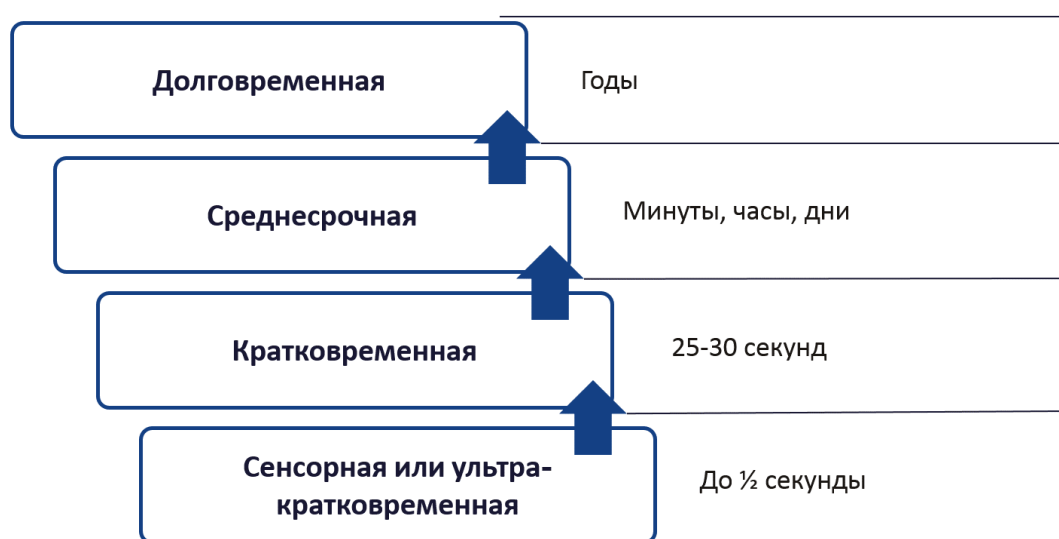 Долговременная
Годы
Среднесрочная
Минуты, часы, дни
Кратковременная
25-30 секунд
Сенсорная или ультра-
кратковременная
До ½ секунды